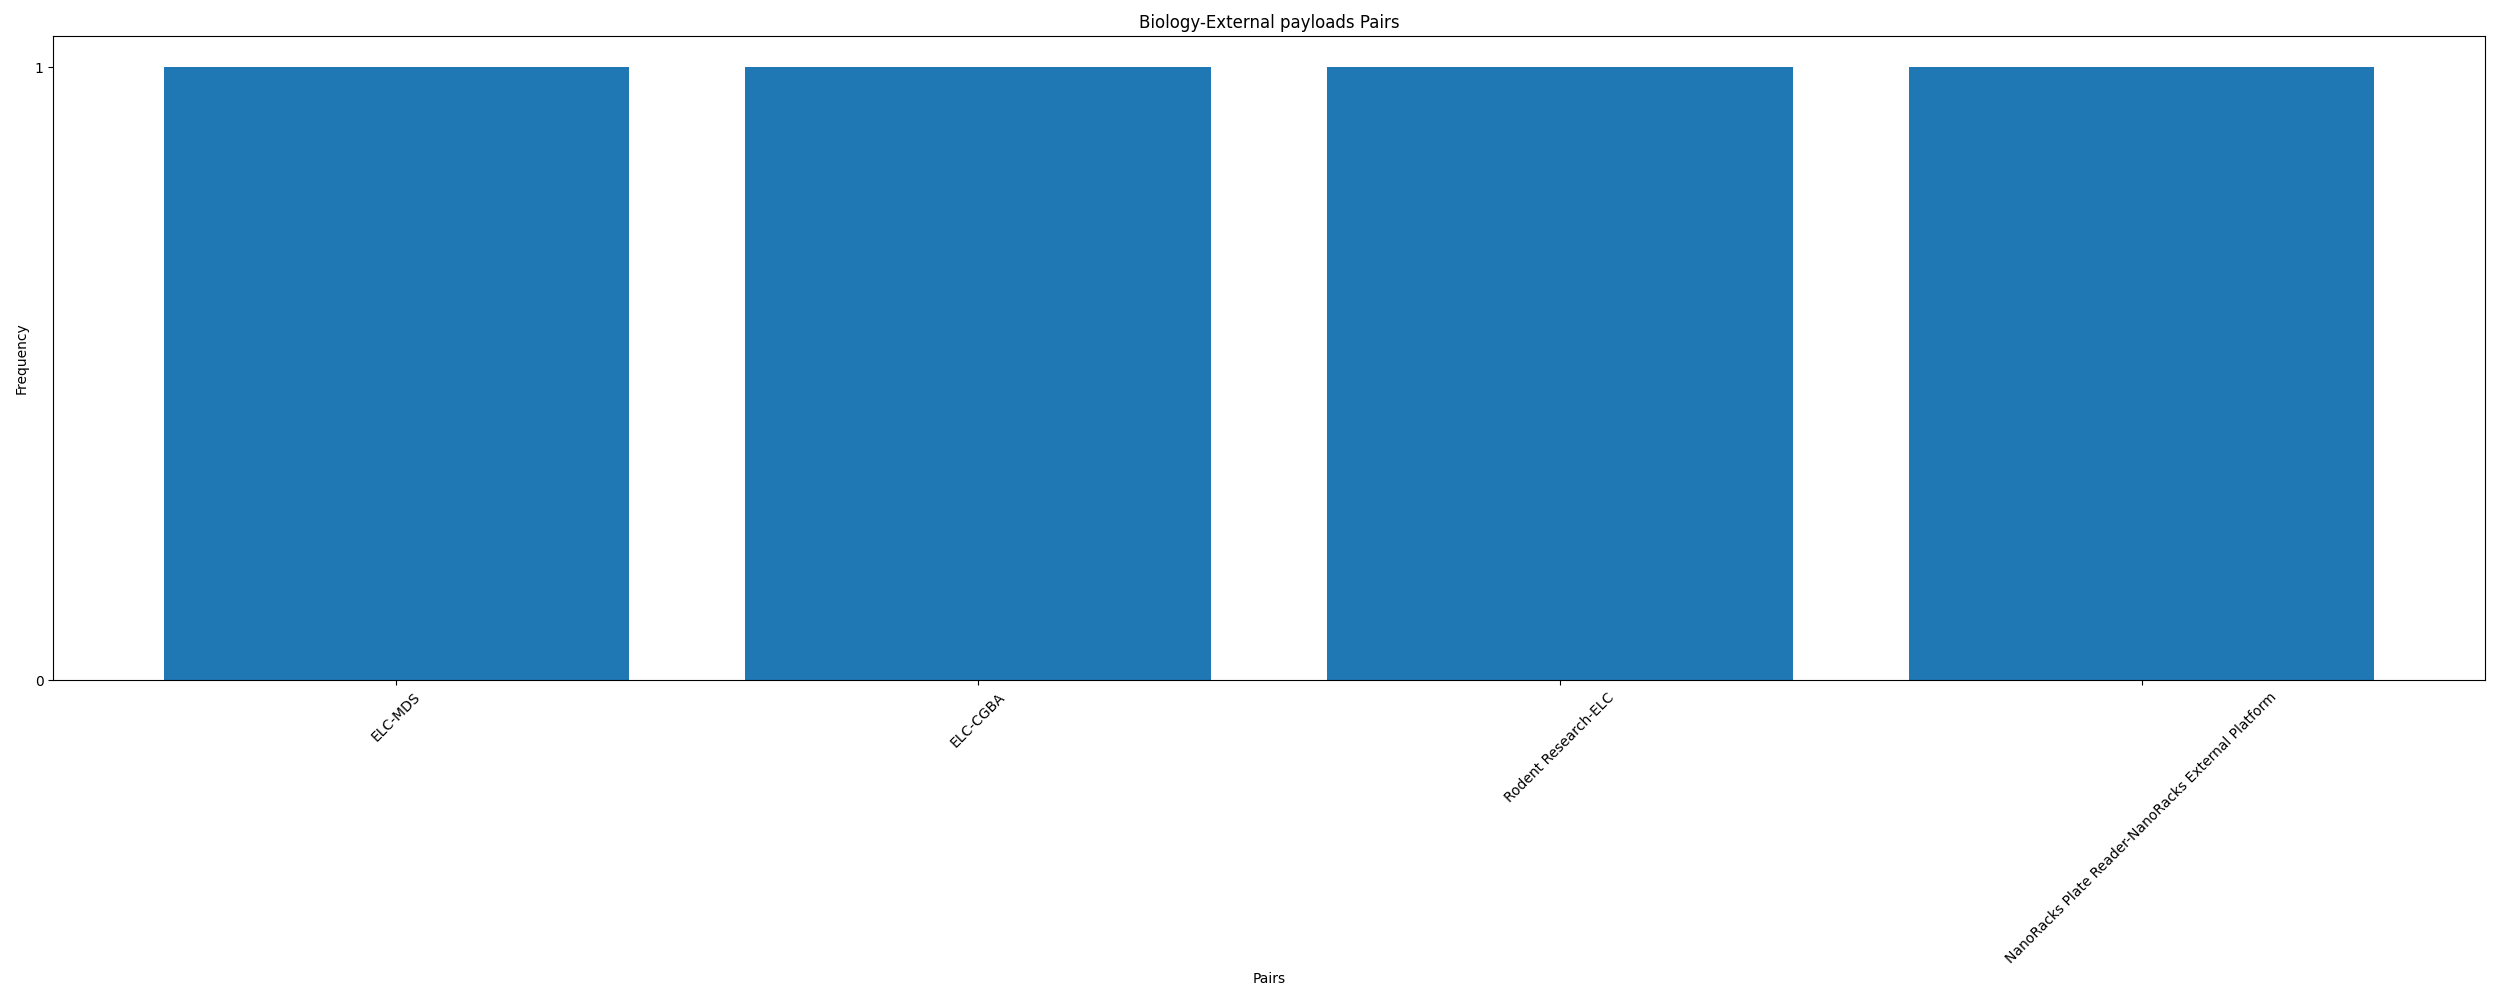 Biology-External payloads Pairs
1
0
Frequency
ELC-MDS
ELC-CGBA
Rodent Research-ELC
NanoRacks Plate Reader-NanoRacks External Platform
Pairs